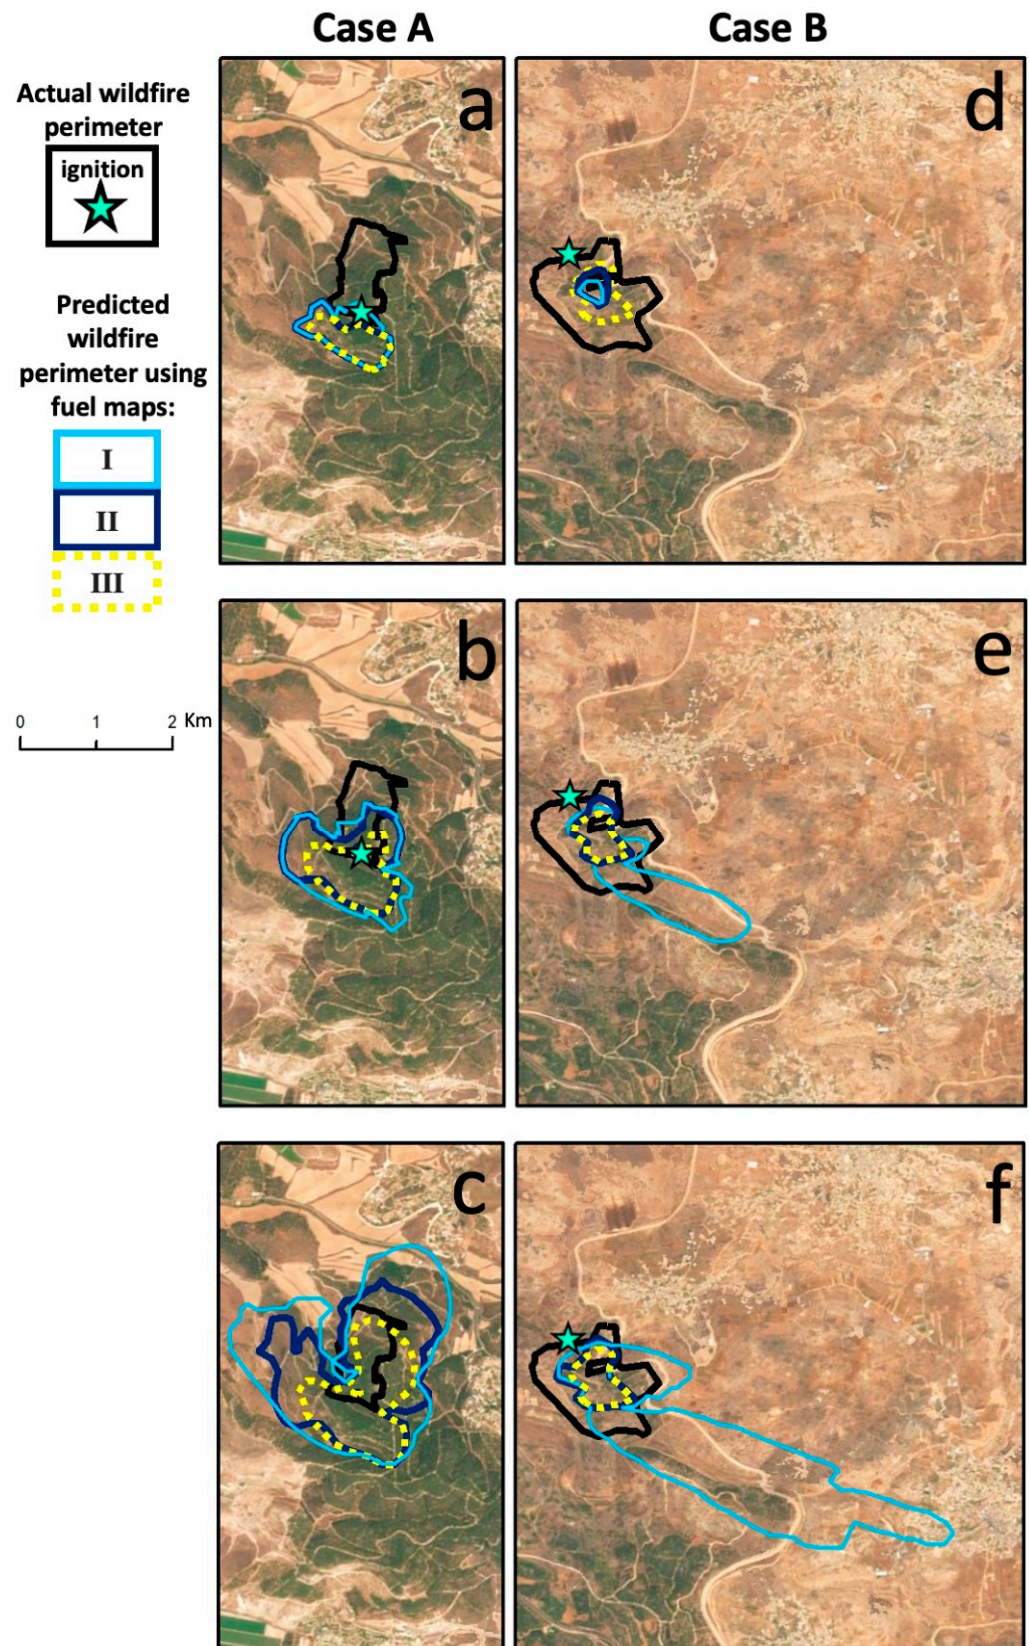 Case A
Case B
Actual wildfire
perimeter
ignition
Predicted
wildfire
perimeter using
fuel maps:
I
II
III
0 1 2 Km
a
d
b
e
c
f